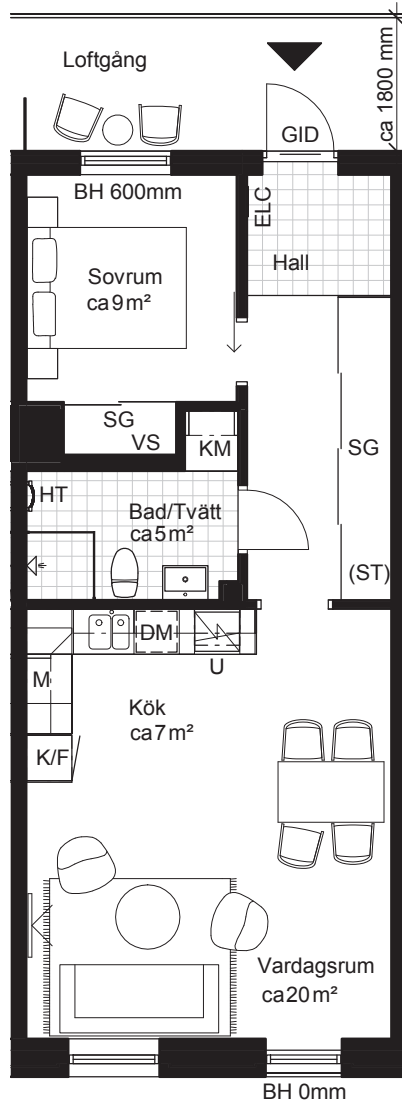 Loftgång
ca 1800 mm
GID
BH 600mm
ELC
Hall
Sovrum
ca 9 m²
SG
VS
KM
SG
HT
Bad/Tvätt
ca 5 m²
(ST)
DM
U
M
Kök
ca 7 m²
K/F
Vardagsrum
ca 20 m²
BH 0mm